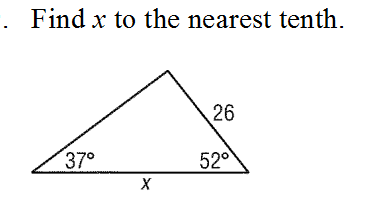 . Find x to the nearest tenth.
26
37° 52°
x